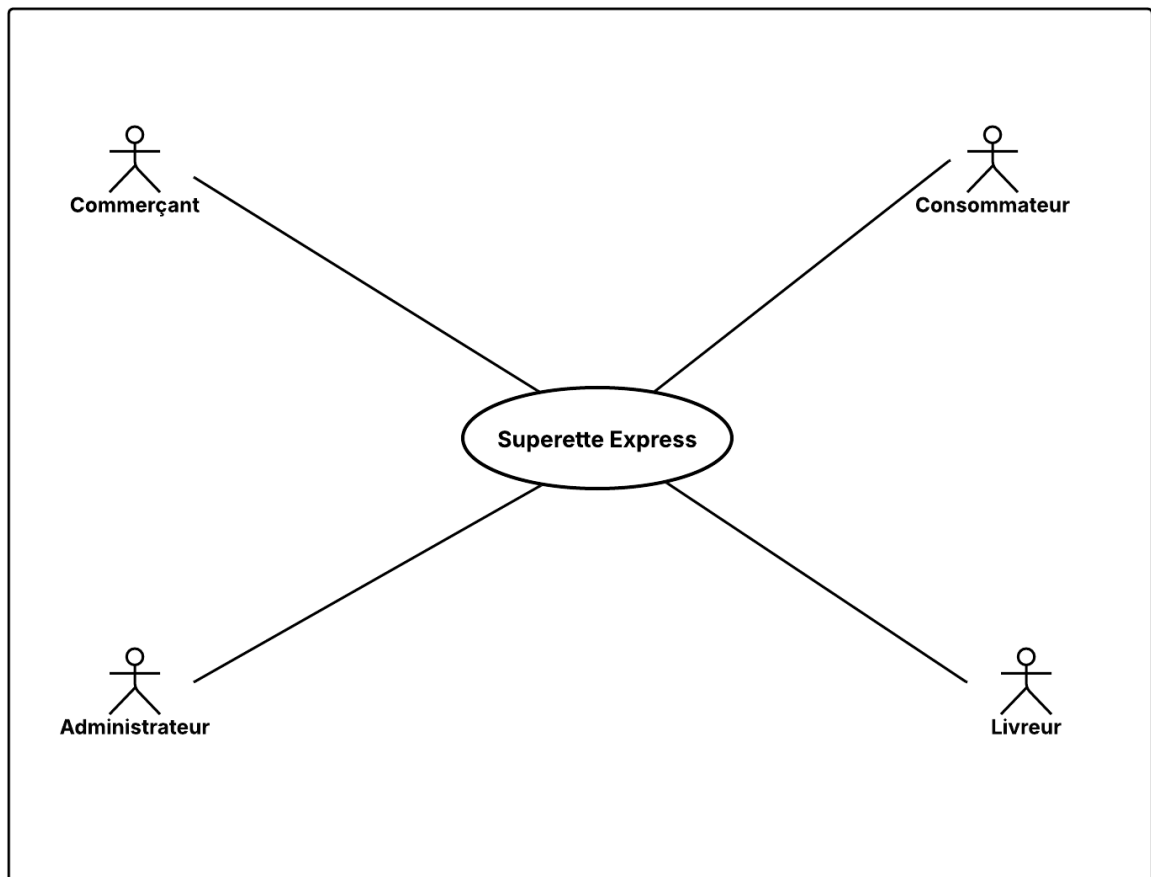 Commerçant
Consommateur
Superette Express
Administrateur
Livreur